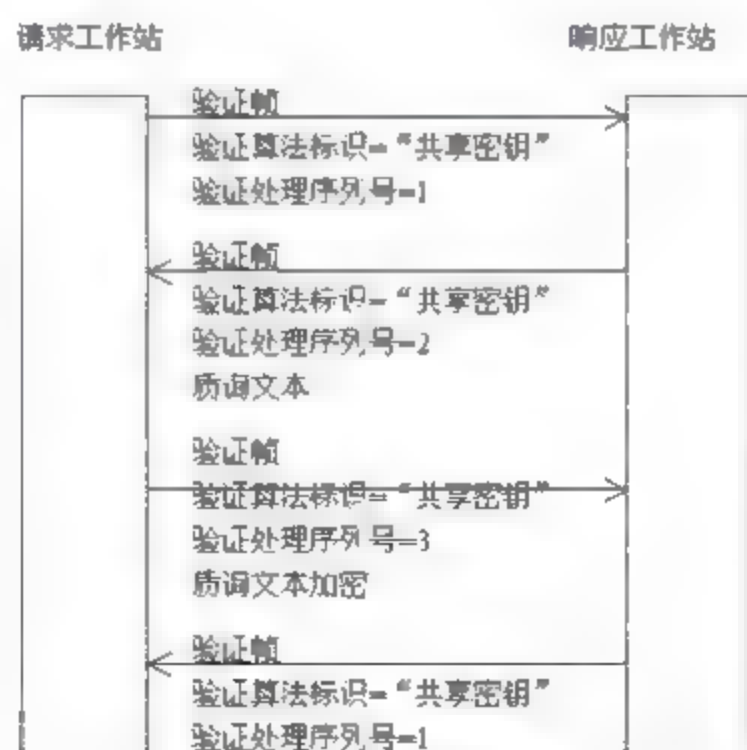 请求工作站
响应工作站
验证帧
验证算法标识=“共享密钥”
验证处理序列号=1
验证帧
验证算法标识=“共享密钥”
验证处理序列号=2
质询文本
验证帧
验证算法标识=“共享密钥”
验证处理序列号=3
质询文本加密
验证帧
验证算法标识=“共享密钥”
验证处理序列号=1